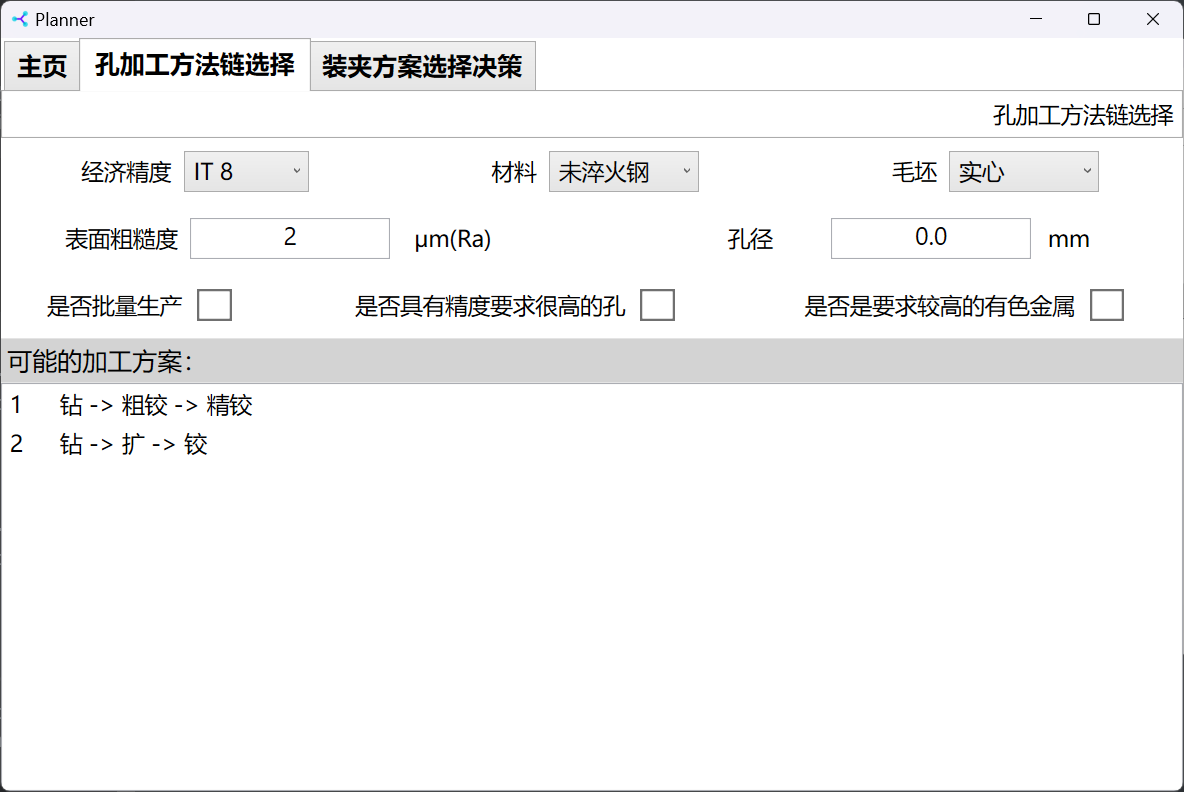 Planner
主页 孔加工方法链选择 装夹方案选择决策
孔加工方法链选择
经济精度 IT 8 材料 未淬火钢 毛坯 实心
表面粗糙度 2 μm(Ra) 孔径 0.0 mm
是否批量生产 是否具有精度要求很高的孔 是否是要求较高的有色金属
可能的加工方案：
1 钻 -> 粗铰 -> 精铰
2 钻 -> 扩 -> 铰